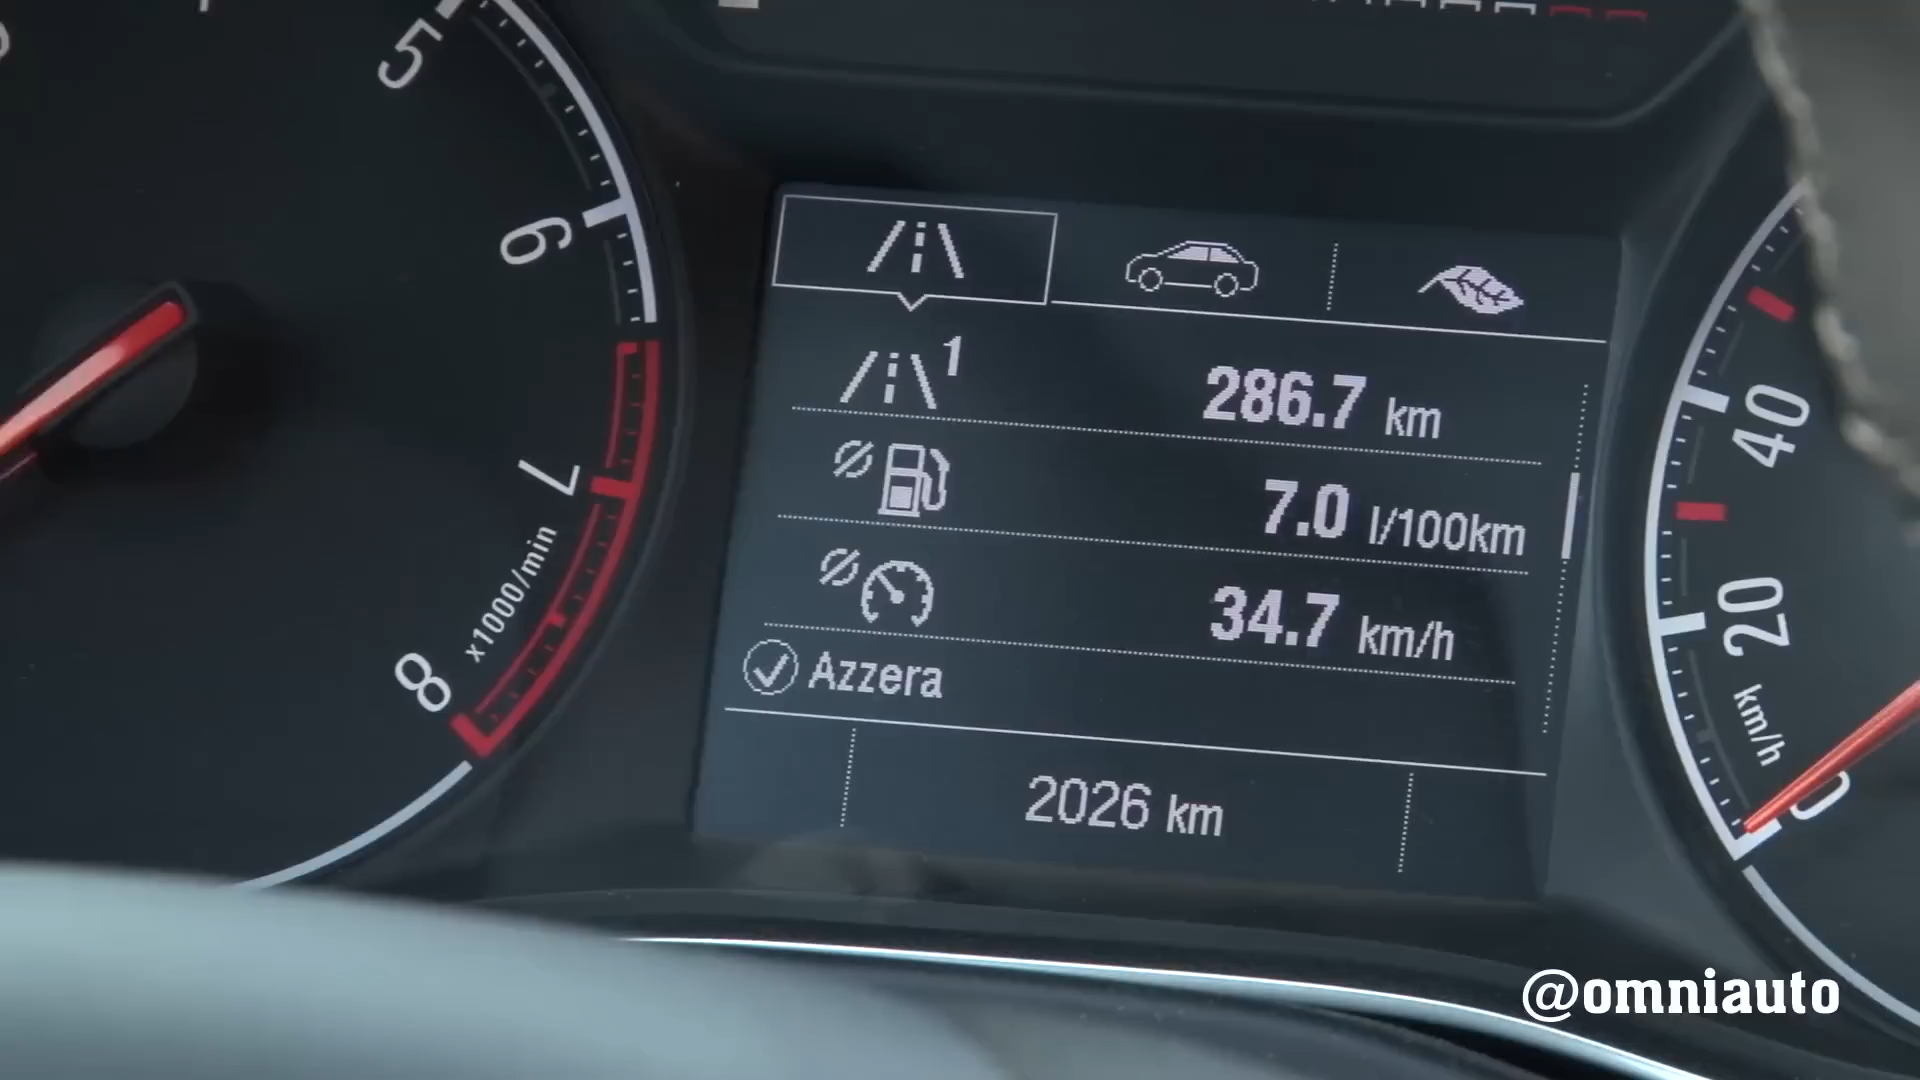 5
6
7
8
x1000/min
1
286.7 km
7.0 l/100km
34.7 km/h
Azzera
2026 km
40
20
km/h
0
@omniauto